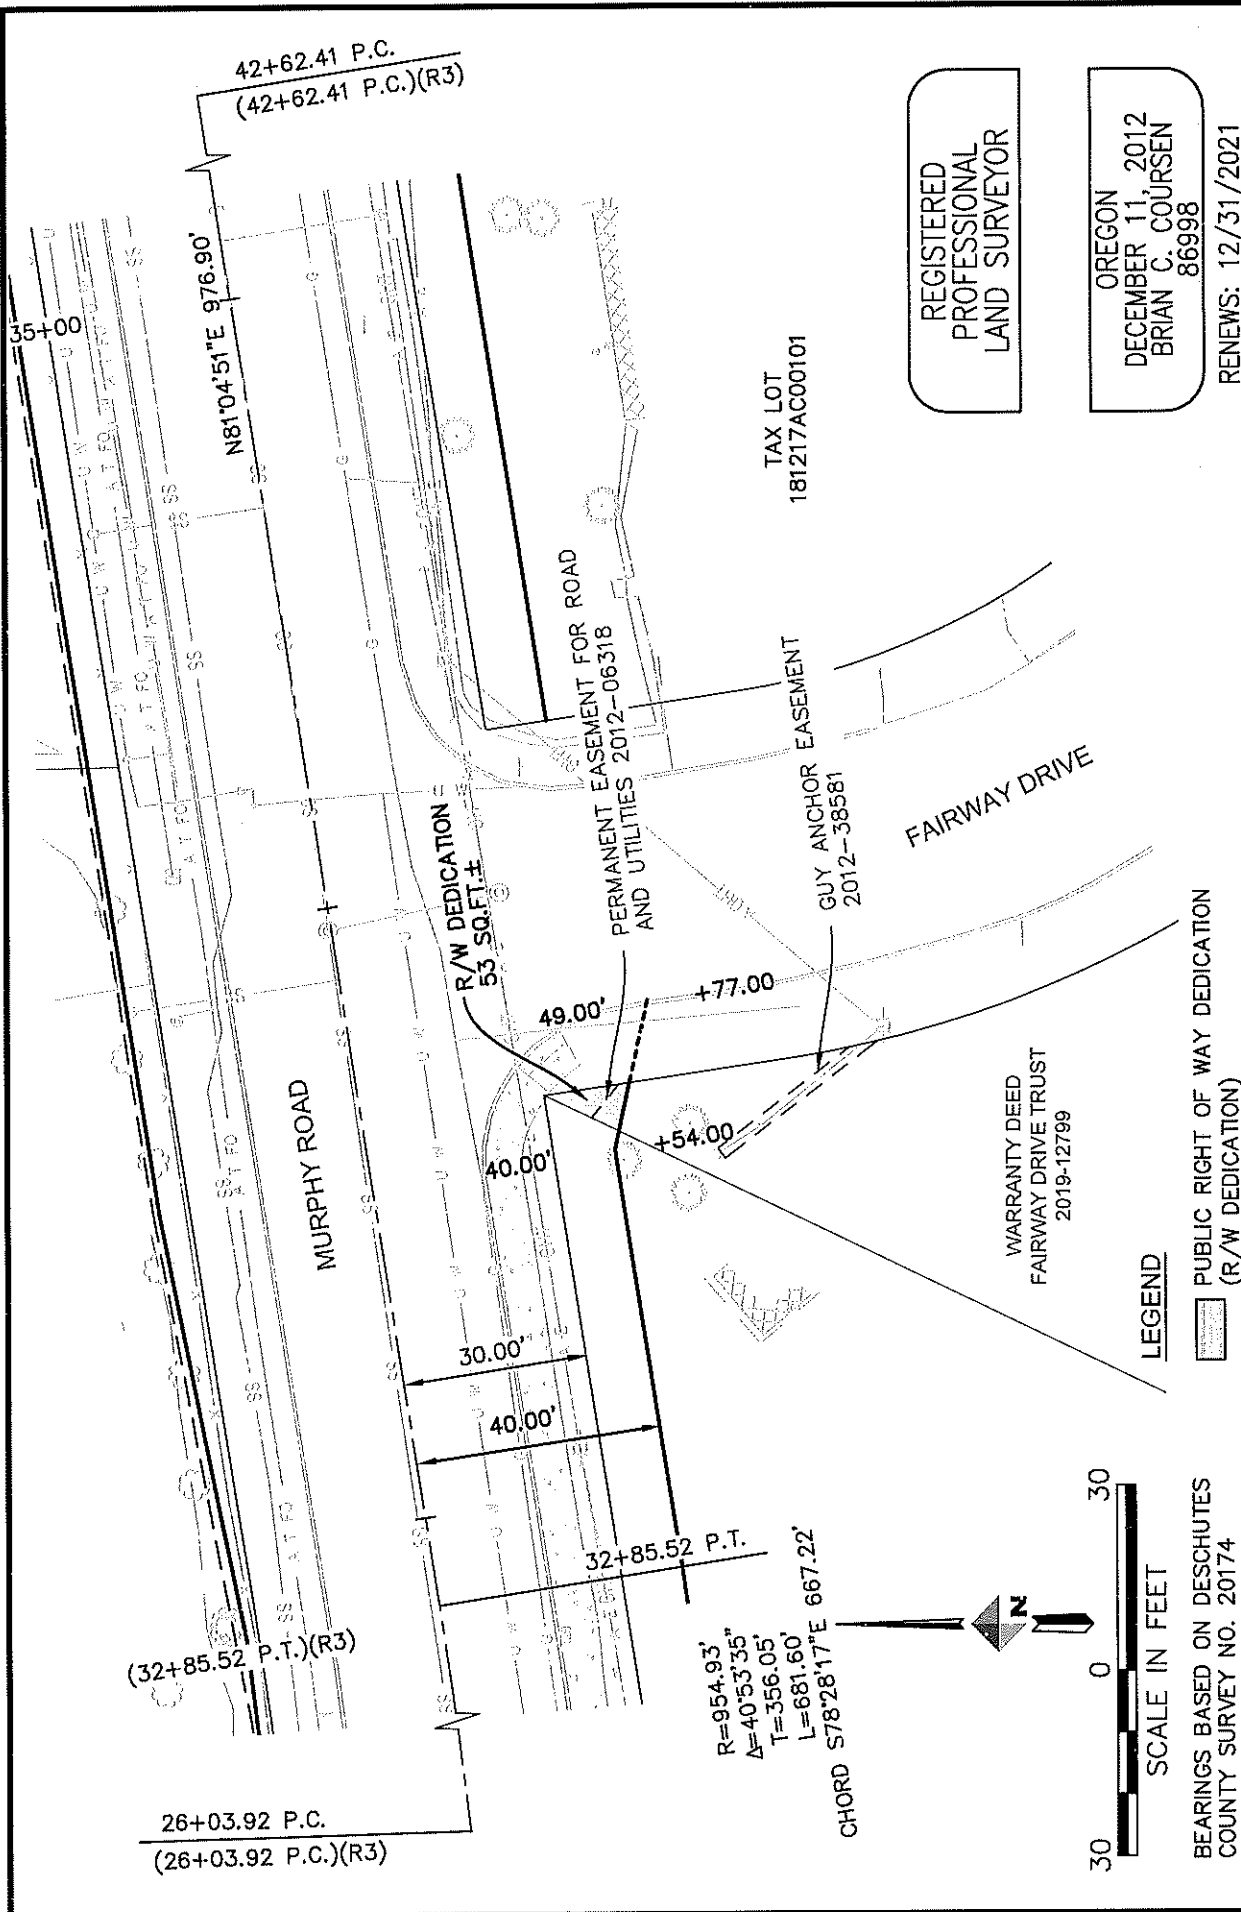 42+62.41 P.C.
(42+62.41 P.C.)(R3)
35+00
N81°04'51"E 976.90'
REGISTERED
PROFESSIONAL
LAND SURVEYOR
OREGON
DECEMBER 11, 2012
BRIAN C. COURSEN
86998
RENEWS: 12/31/2021
TAX LOT
181217AC00101
PERMANENT EASEMENT FOR ROAD
AND UTILITIES 2012-06318
GUY ANCHOR EASEMENT
2012-38581
FAIRWAY DRIVE
R/W DEDICATION
53 SQ.FT.±
49.00'
+77.00
+54.00
40.00'
MURPHY ROAD
30.00'
40.00'
WARRANTY DEED
FAIRWAY DRIVE TRUST
2019-12799
LEGEND
PUBLIC RIGHT OF WAY DEDICATION
(R/W DEDICATION)
32+85.52 P.T.
(32+85.52 P.T.)(R3)
R=954.93'
Δ=40°53'35"
T=356.05'
L=681.60'
CHORD S78°28'17"E 667.22'
N
26+03.92 P.C.
(26+03.92 P.C.)(R3)
30 0 30
SCALE IN FEET
BEARINGS BASED ON DESCHUTES
COUNTY SURVEY NO. 20174